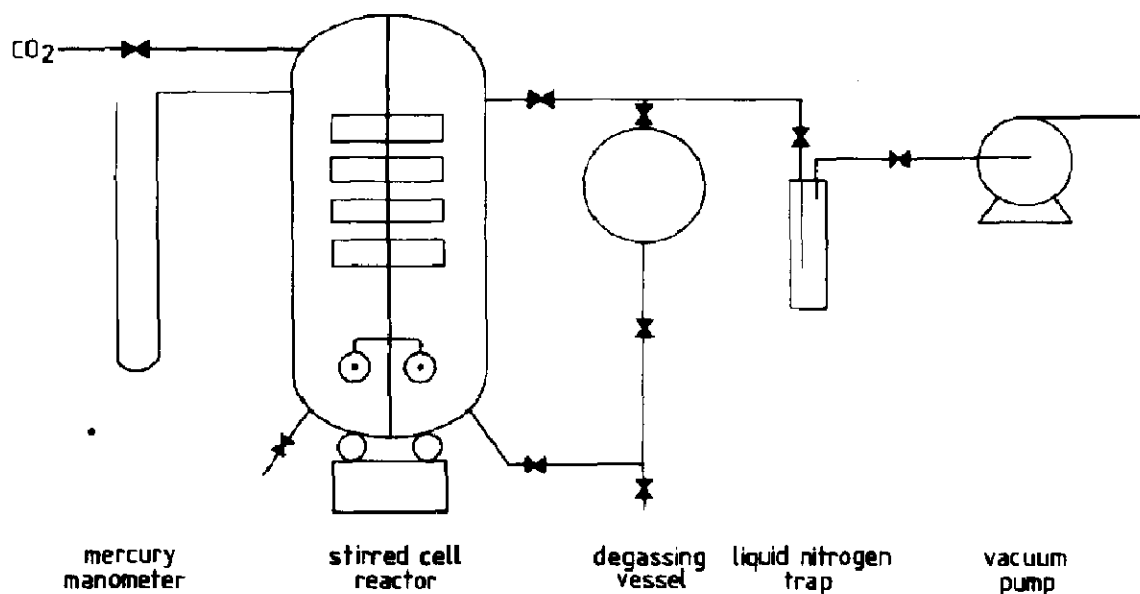 CO2
mercury
manometer
stirred cell
reactor
degassing
vessel
liquid nitrogen
trap
vacuum
pump